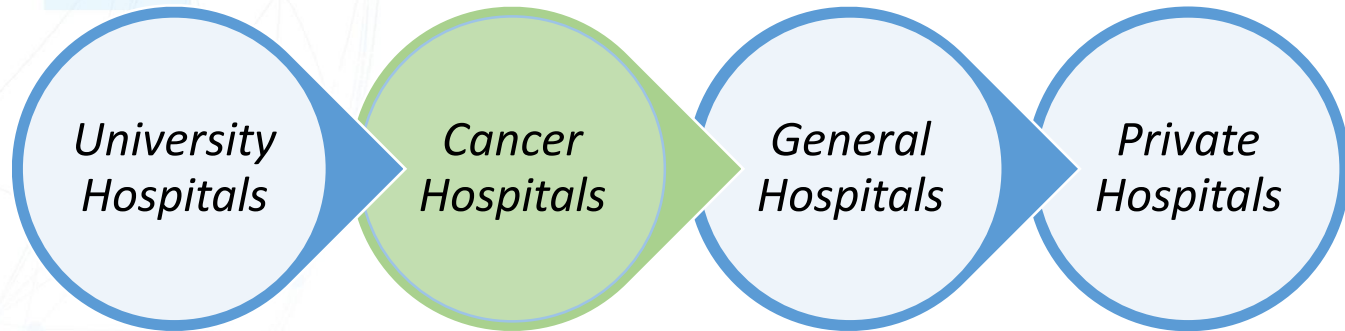 University
Hospitals
Cancer
Hospitals
General
Hospitals
Private
Hospitals